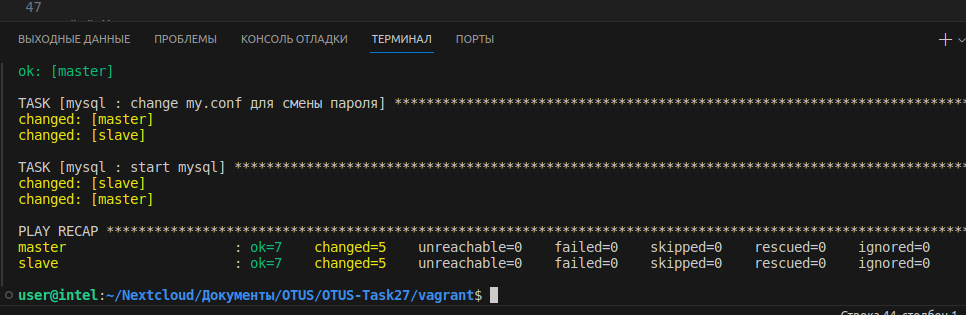 47
ВЫХОДНЫЕ ДАННЫЕ ПРОБЛЕМЫ КОНСОЛЬ ОТЛАДКИ ТЕРМИНАЛ ПОРТЫ
ok: [master]
TASK [mysql : change my.conf для смены пароля] ************************************************************************
changed: [master]
changed: [slave]
TASK [mysql : start mysql] ********************************************************************************************
changed: [slave]
changed: [master]
PLAY RECAP ************************************************************************************************************
master : ok=7 changed=5 unreachable=0 failed=0 skipped=0 rescued=0 ignored=0
slave : ok=7 changed=5 unreachable=0 failed=0 skipped=0 rescued=0 ignored=0
user@intel:~/Nextcloud/Документы/OTUS/OTUS-Task27/vagrant$
Строка 44, столбец 1